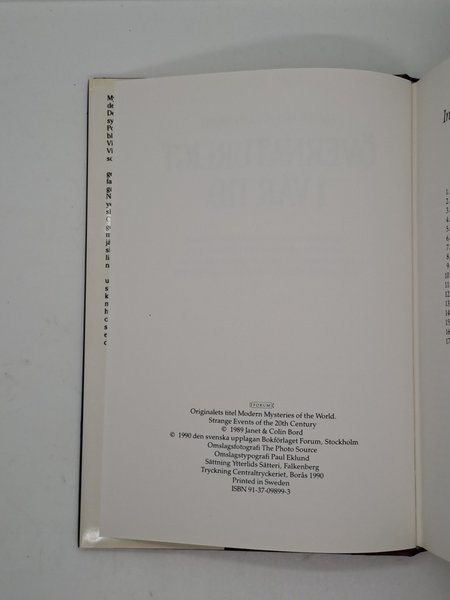 FORUM
Originalets titel Modern Mysteries of the World.
Strange Events of the 20th Century
© 1989 Janet & Colin Bord
© 1990 den svenska upplagan Bokförlaget Forum, Stockholm
Omslagsfotografi The Photo Source
Omslagstypografi Paul Eklund
Sättning Ytterlids Sätteri, Falkenberg
Tryckning Centraltryckeriet, Borås 1990
Printed in Sweden
ISBN 91-37-09899-3